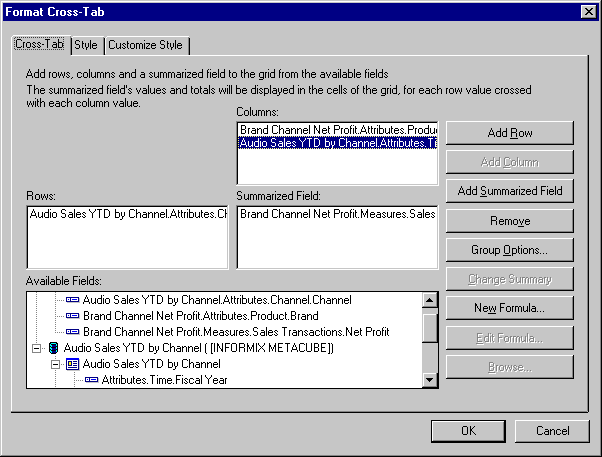 Format Cross-Tab
Cross-Tab Style Customize Style
Add rows, columns and a summarized field to the grid from the available fields
The summarized field's values and totals will be displayed in the cells of the grid, for each row value crossed
with each column value.
Columns:
Brand Channel Net Profit.Attributes.Produc
Audio Sales YTD by Channel.Attributes.Ti
Add Row
Add Column
Add Summarized Field
Remove
Group Options...
Change Summary
New Formula...
Edit Formula...
Browse...
Rows:
Audio Sales YTD by Channel.Attributes.Ch
Summarized Field:
Brand Channel Net Profit.Measures.Sales
Available Fields:
Audio Sales YTD by Channel.Attributes.Channel.Channel
Brand Channel Net Profit.Attributes.Product.Brand
Brand Channel Net Profit.Measures.Sales Transactions.Net Profit
Audio Sales YTD by Channel ( [INFORMIX METACUBE])
Audio Sales YTD by Channel
Attributes.Time.Fiscal Year
OK
Cancel